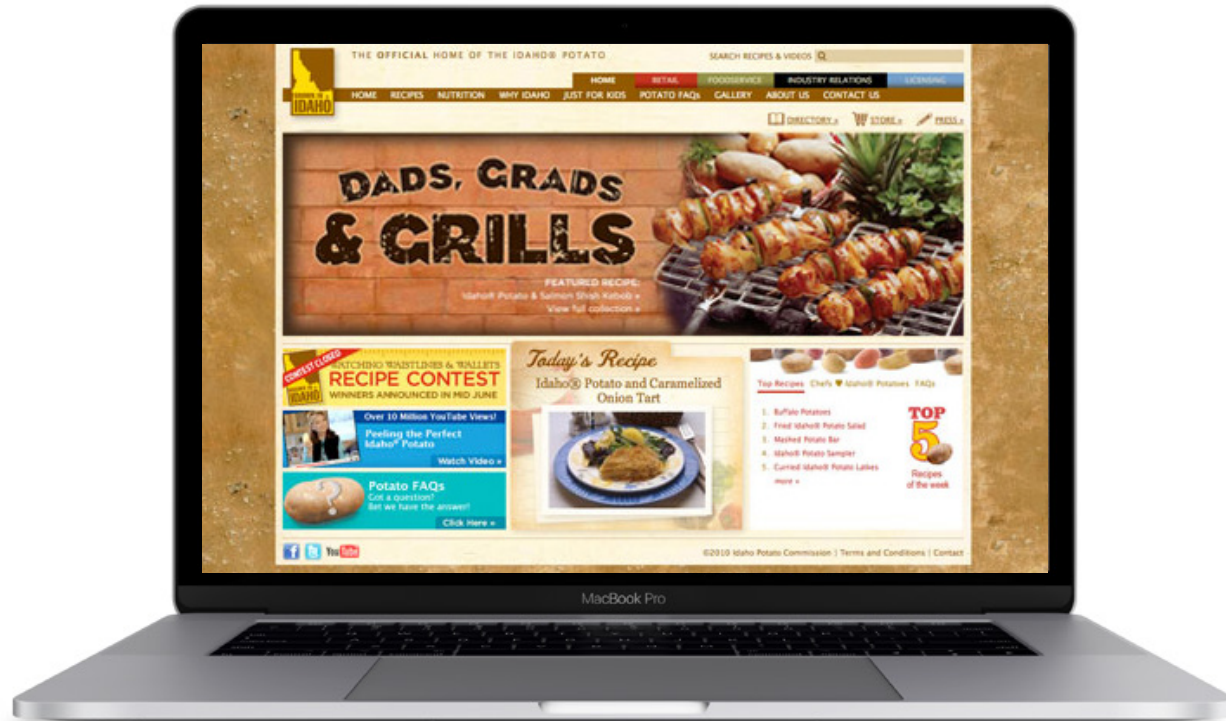 THE OFFICIAL HOME OF THE IDAHO® POTATO
SEARCH RECIPES & VIDEOS
GROWN IN
IDAHO
HOME RETAIL FOODSERVICE INDUSTRY RELATIONS LICENSING
HOME RECIPES NUTRITION WHY IDAHO JUST FOR KIDS POTATO FAQs GALLERY ABOUT US CONTACT US
DIRECTORY » STORE » PRESS »
DADS, GRADS
& GRILLS
FEATURED RECIPE:
Idaho® Potato & Salmon Shish Kebob »
View full collection »
CONTEST CLOSED
GROWN IN
IDAHO
WATCHING WAISTLINES & WALLETS
RECIPE CONTEST
WINNERS ANNOUNCED IN MID JUNE
Over 10 Million YouTube Views!
Peeling the Perfect
Idaho® Potato
Watch Video »
Potato FAQs
Got a question?
Bet we have the answer!
Click Here »
Today's Recipe
Idaho® Potato and Caramelized
Onion Tart
Top Recipes Chefs ♥ Idaho® Potatoes FAQs
1. Buffalo Potatoes
2. Fried Idaho® Potato Salad
3. Mashed Potato Bar
4. Idaho® Potato Sampler
5. Curried Idaho® Potato Latkes
more »
TOP
5
Recipes
of the week
f t YouTube
©2010 Idaho Potato Commission | Terms and Conditions | Contact
MacBook Pro